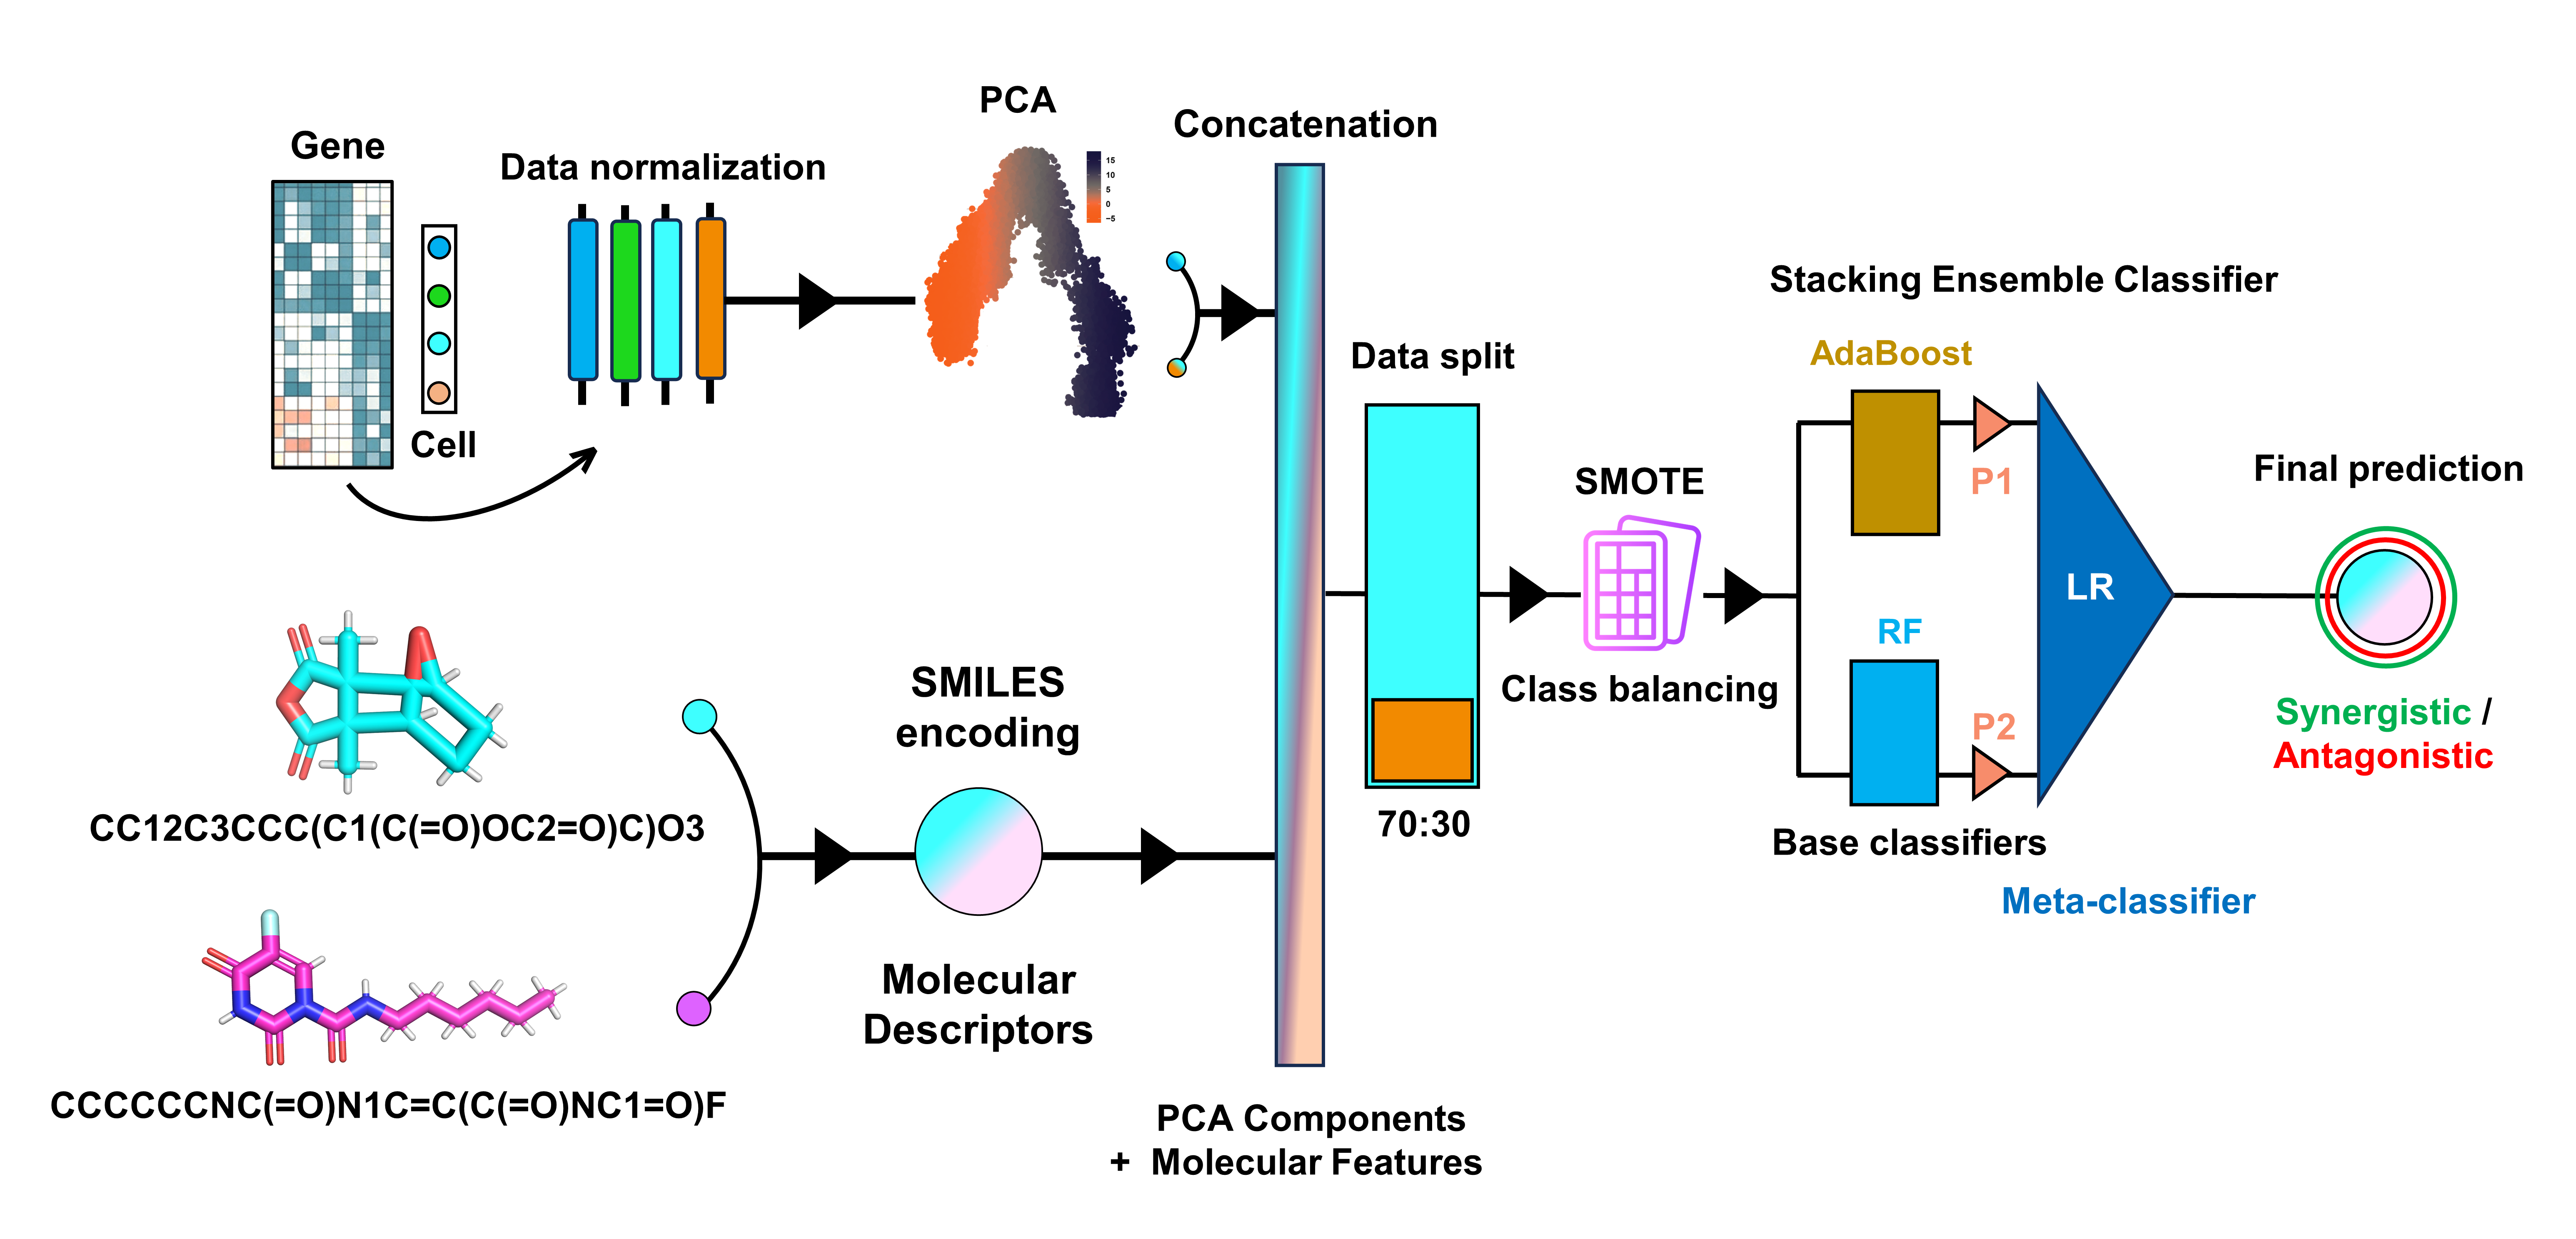 Gene
Cell
Data normalization
PCA
15
10
5
0
−5
Concatenation
CC12C3CCC(C1(C(=O)OC2=O)C)O3
CCCCCCNC(=O)N1C=C(C(=O)NC1=O)F
SMILES
encoding
Molecular
Descriptors
PCA Components
+ Molecular Features
Data split
70:30
SMOTE
Class balancing
Stacking Ensemble Classifier
AdaBoost
P1
RF
P2
Base classifiers
LR
Meta-classifier
Final prediction
Synergistic /
Antagonistic